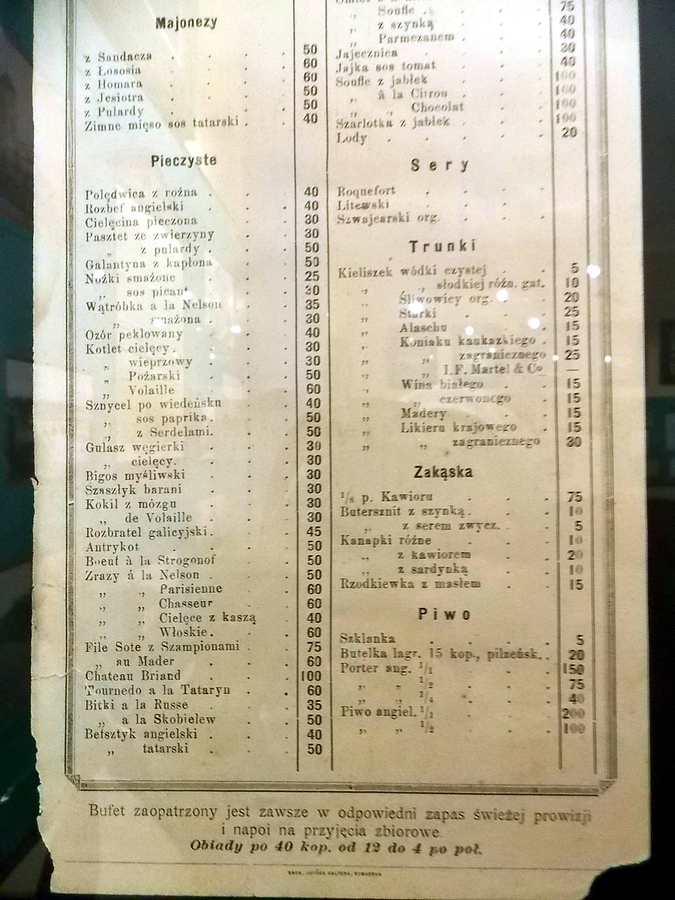 Majonezy
z Sandacza 50
z Łososia 60
z Homara 60
z Jesiotra 50
z Pulardy 50
Zimne mięso sos tatarski 40
Pieczyste
Polędwica z rożna 40
Rozbef angielski 40
Cielęcina pieczona 30
Pasztet ze zwierzyny 30
„ z pulardy 50
Galantyna z kapłona 50
Nóżki smażone 25
„ sos pican* 30
Wątróbka a la Nelson 35
„ smażona 30
Ozór peklowany 40
Kotlet cielęcy 30
„ wieprzowy 30
„ Pożarski 50
„ Volaille 60
Sznycel po wiedeńsku 40
„ sos paprika 50
„ z Serdelami 50
Gulasz węgierki 30
„ cielęcy 30
Bigos myśliwski 30
Szaszlyk barani 30
Kokil z mózgu 30
„ de Volaille 30
Rozbratel galicyjski 45
Antrykot 50
Bœuf à la Strogonof 50
Zrazy á la Nelson 50
„ „ Parisienne 60
„ „ Chasseur 60
„ „ Cielęce z kaszą 40
„ „ Włoskie 60
File Sote z Szampionami 75
„ au Mader 60
Chateau Briand 100
Tournedo a la Tataryn 60
Bitki a la Russe 35
„ a la Skobielew 50
Befsztyk angielski 40
„ tatarski 50
„ Soufle 75
„ z szynką 40
„ Parmezanem 40
Jajecznica 30
Jajka sos tomat 40
Soufle z jabłek 100
„ à la Citron 100
„ „ Chocolat 100
Szarlotka z jabłek 100
Lody 20
Sery
Roquefort
Litewski
Szwajcarski org.
Trunki
Kieliszek wódki czystej 5
„ „ słodkiej różn. gat. 10
„ Śliwowicy org. 20
„ Starki 25
„ Alaschu 15
„ Koniaku kaukazkiego 15
„ „ zagranicznego 25
„ „ I. F. Martel & Co —
„ Wina białego 15
„ „ czerwonego 15
„ Madery 15
„ Likieru krajowego 15
„ „ zagranicznego 30
Zakąska
1/8 p. Kawioru 75
Butersznit z szynką 10
„ z serem zwycz. 5
Kanapki różne 10
„ z kawiorem 20
„ z sardynką 10
Rzodkiewka z masłem 15
Piwo
Szklanka 5
Butelka lagr. 15 kop., pilzeńsk. 20
Porter ang. 1/1 150
„ „ 1/2 75
„ „ 1/4 40
Piwo angiel. 1/1 200
„ „ 1/2 100
Bufet zaopatrzony jest zawsze w odpowiedni zapas świeżej prowizji
i napoi na przyjęcia zbiorowe
Obiady po 40 kop. od 12 do 4 po poł.